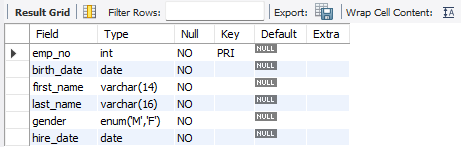 Result Grid Filter Rows: Export: Wrap Cell Content: IA
Field Type Null Key Default Extra
emp_no int NO PRI NULL
birth_date date NO NULL
first_name varchar(14) NO NULL
last_name varchar(16) NO NULL
gender enum('M','F') NO NULL
hire_date date NO NULL